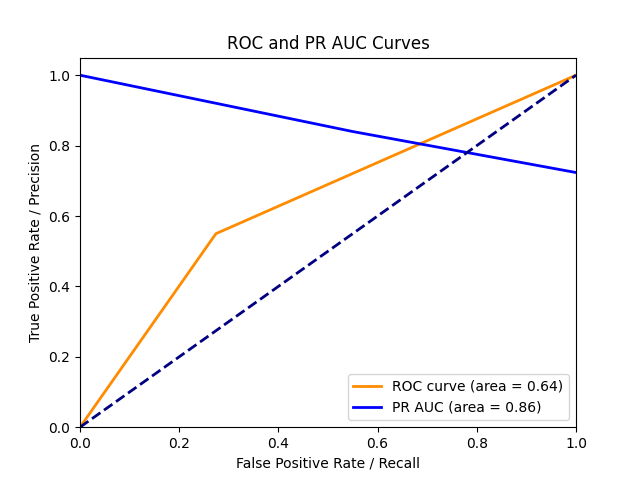 ROC and PR AUC Curves
True Positive Rate / Precision
1.0
0.8
0.6
0.4
0.2
0.0
0.0 0.2 0.4 0.6 0.8 1.0
False Positive Rate / Recall
ROC curve (area = 0.64)
PR AUC (area = 0.86)